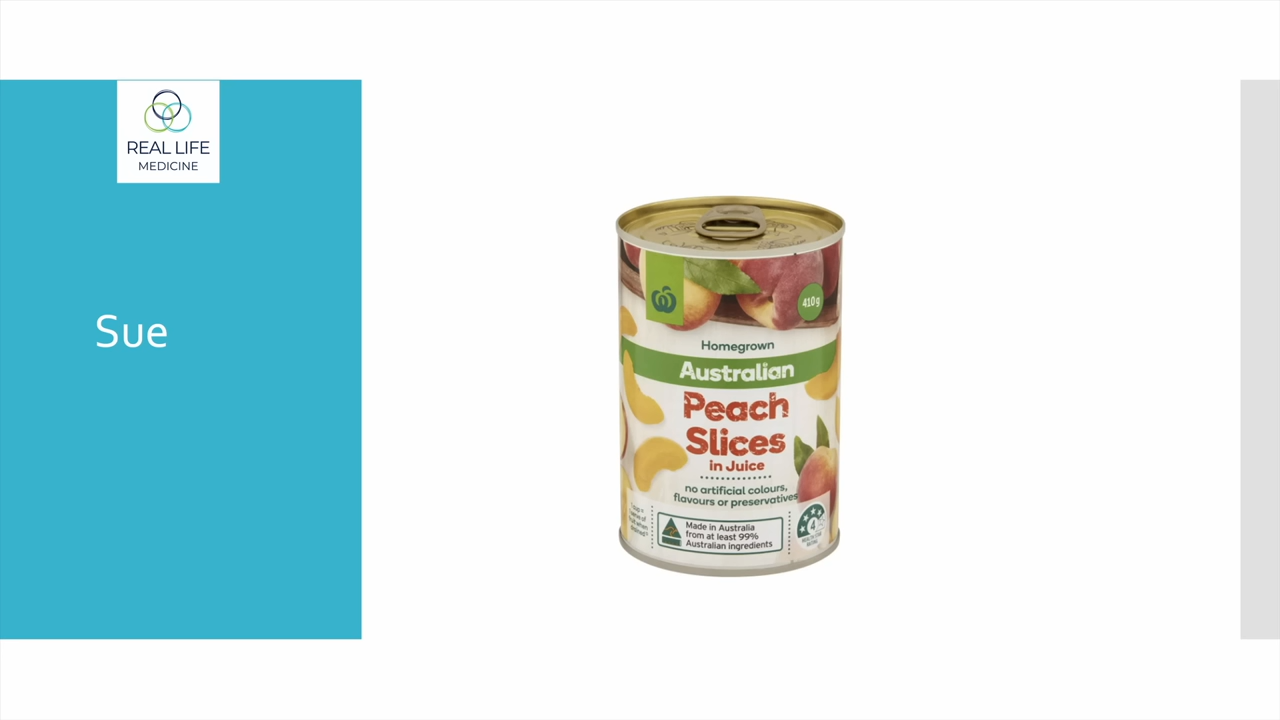 REAL LIFE
MEDICINE
Sue
410g
Homegrown
Australian
Peach
Slices
in Juice
no artificial colours,
flavours or preservatives
Made in Australia
from at least 99%
Australian ingredients
4